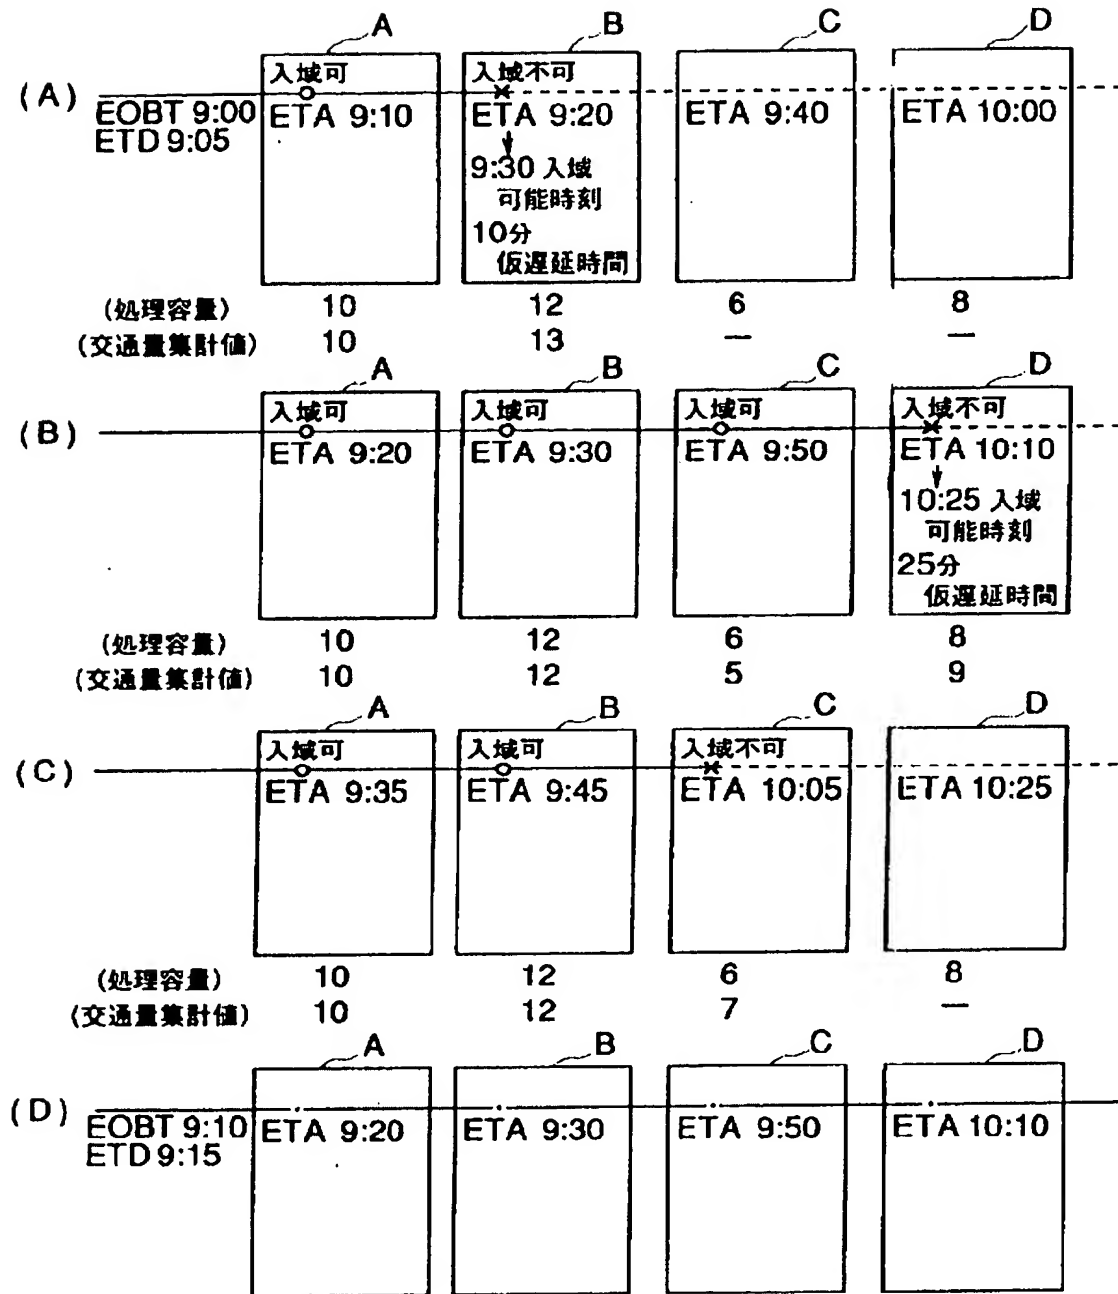 A B C D
(A) EOBT 9:00
ETD 9:05
入域可 入域不可
ETA 9:10 ETA 9:20 ETA 9:40 ETA 10:00
9:30 入域
可能時刻
10分
仮遅延時間
(処理容量) 10 12 6 8
(交通量集計値) 10 13 — —
A B C D
(B) 入域可 入域可 入域可 入域不可
ETA 9:20 ETA 9:30 ETA 9:50 ETA 10:10
10:25 入域
可能時刻
25分
仮遅延時間
(処理容量) 10 12 6 8
(交通量集計値) 10 12 5 9
A B C D
(C) 入域可 入域可 入域不可
ETA 9:35 ETA 9:45 ETA 10:05 ETA 10:25
(処理容量) 10 12 6 8
(交通量集計値) 10 12 7 —
A B C D
(D) EOBT 9:10
ETD 9:15
ETA 9:20 ETA 9:30 ETA 9:50 ETA 10:10